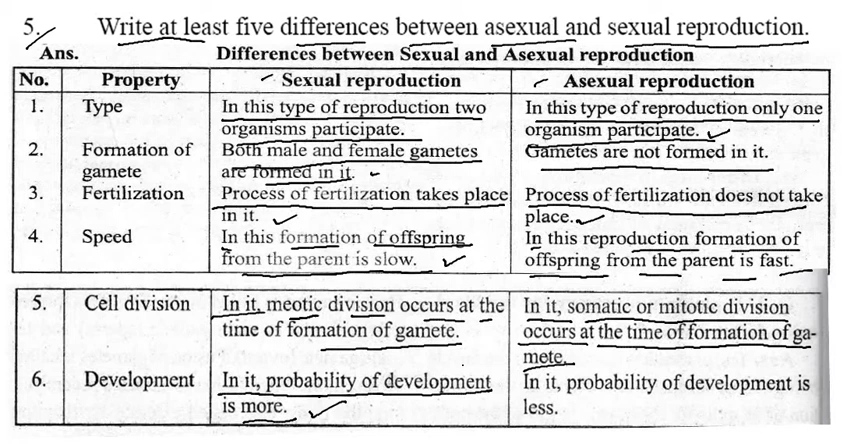 5. Write at least five differences between asexual and sexual reproduction.
Ans. Differences between Sexual and Asexual reproduction
No. Property Sexual reproduction Asexual reproduction
1. Type In this type of reproduction two In this type of reproduction only one
organisms participate. organism participate.
2. Formation of Both male and female gametes Gametes are not formed in it.
gamete are formed in it.
3. Fertilization Process of fertilization takes place Process of fertilization does not take
in it. place.
4. Speed In this formation of offspring In this reproduction formation of
from the parent is slow. offspring from the parent is fast.
5. Cell division In it, meotic division occurs at the In it, somatic or mitotic division
time of formation of gamete. occurs at the time of formation of ga-
mete.
6. Development In it, probability of development In it, probability of development is
is more. less.